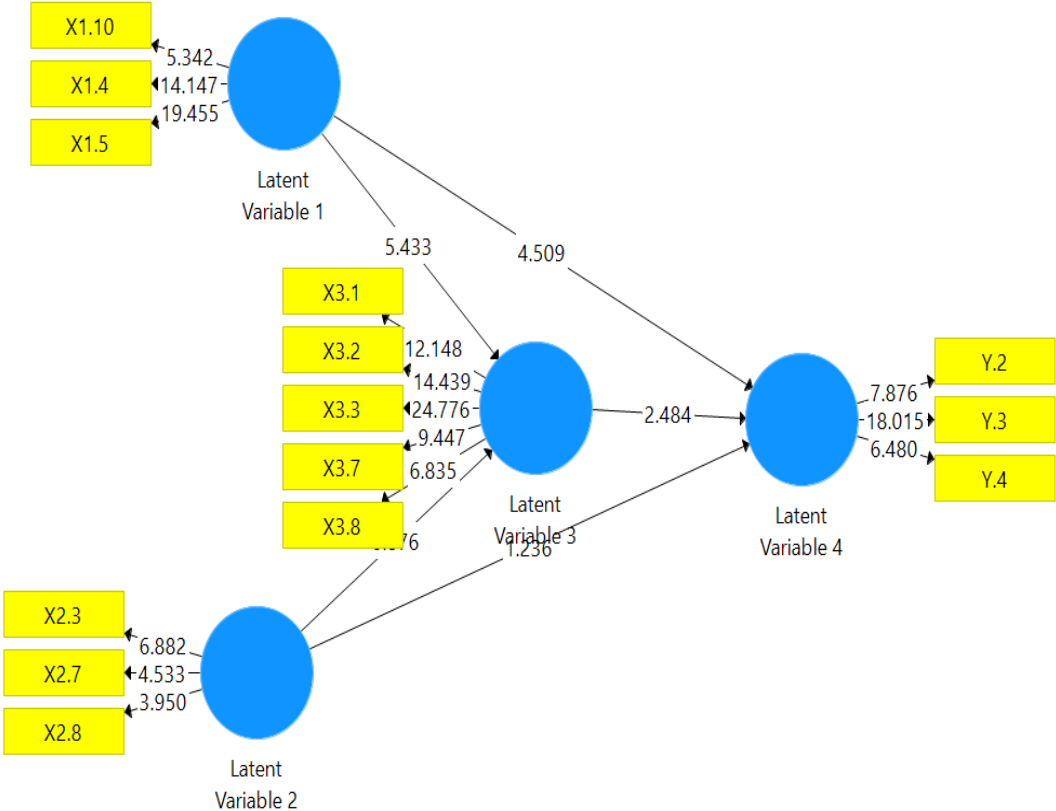 X1.10
5.342
X1.4
14.147
X1.5
19.455
Latent
Variable 1
5.433
4.509
X3.1
X3.2
12.148
X3.3
14.439
24.776
X3.7
9.447
X3.8
6.835
2.484
Latent
Variable 3
1.236
Y.2
7.876
Y.3
18.015
Y.4
6.480
Latent
Variable 4
X2.3
6.882
X2.7
4.533
X2.8
3.950
Latent
Variable 2